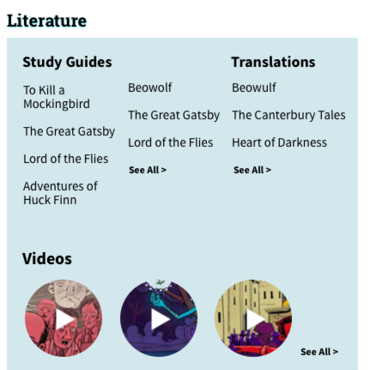 Literature
Study Guides
To Kill a
Mockingbird
The Great Gatsby
Lord of the Flies
Adventures of
Huck Finn
Beowolf
The Great Gatsby
Lord of the Flies
See All >
Translations
Beowulf
The Canterbury Tales
Heart of Darkness
See All >
Videos
See All >